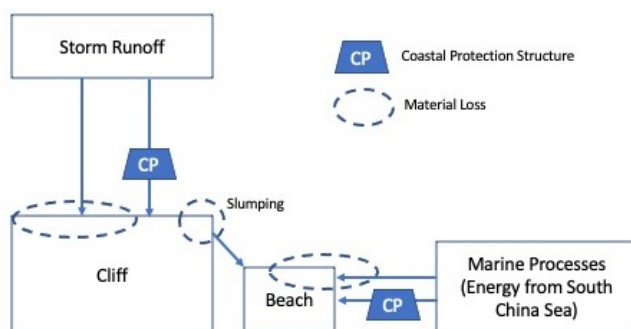 Storm Runoff
CP
Coastal Protection Structure
Material Loss
CP
Slumping
Cliff
Beach
CP
Marine Processes
(Energy from South
China Sea)